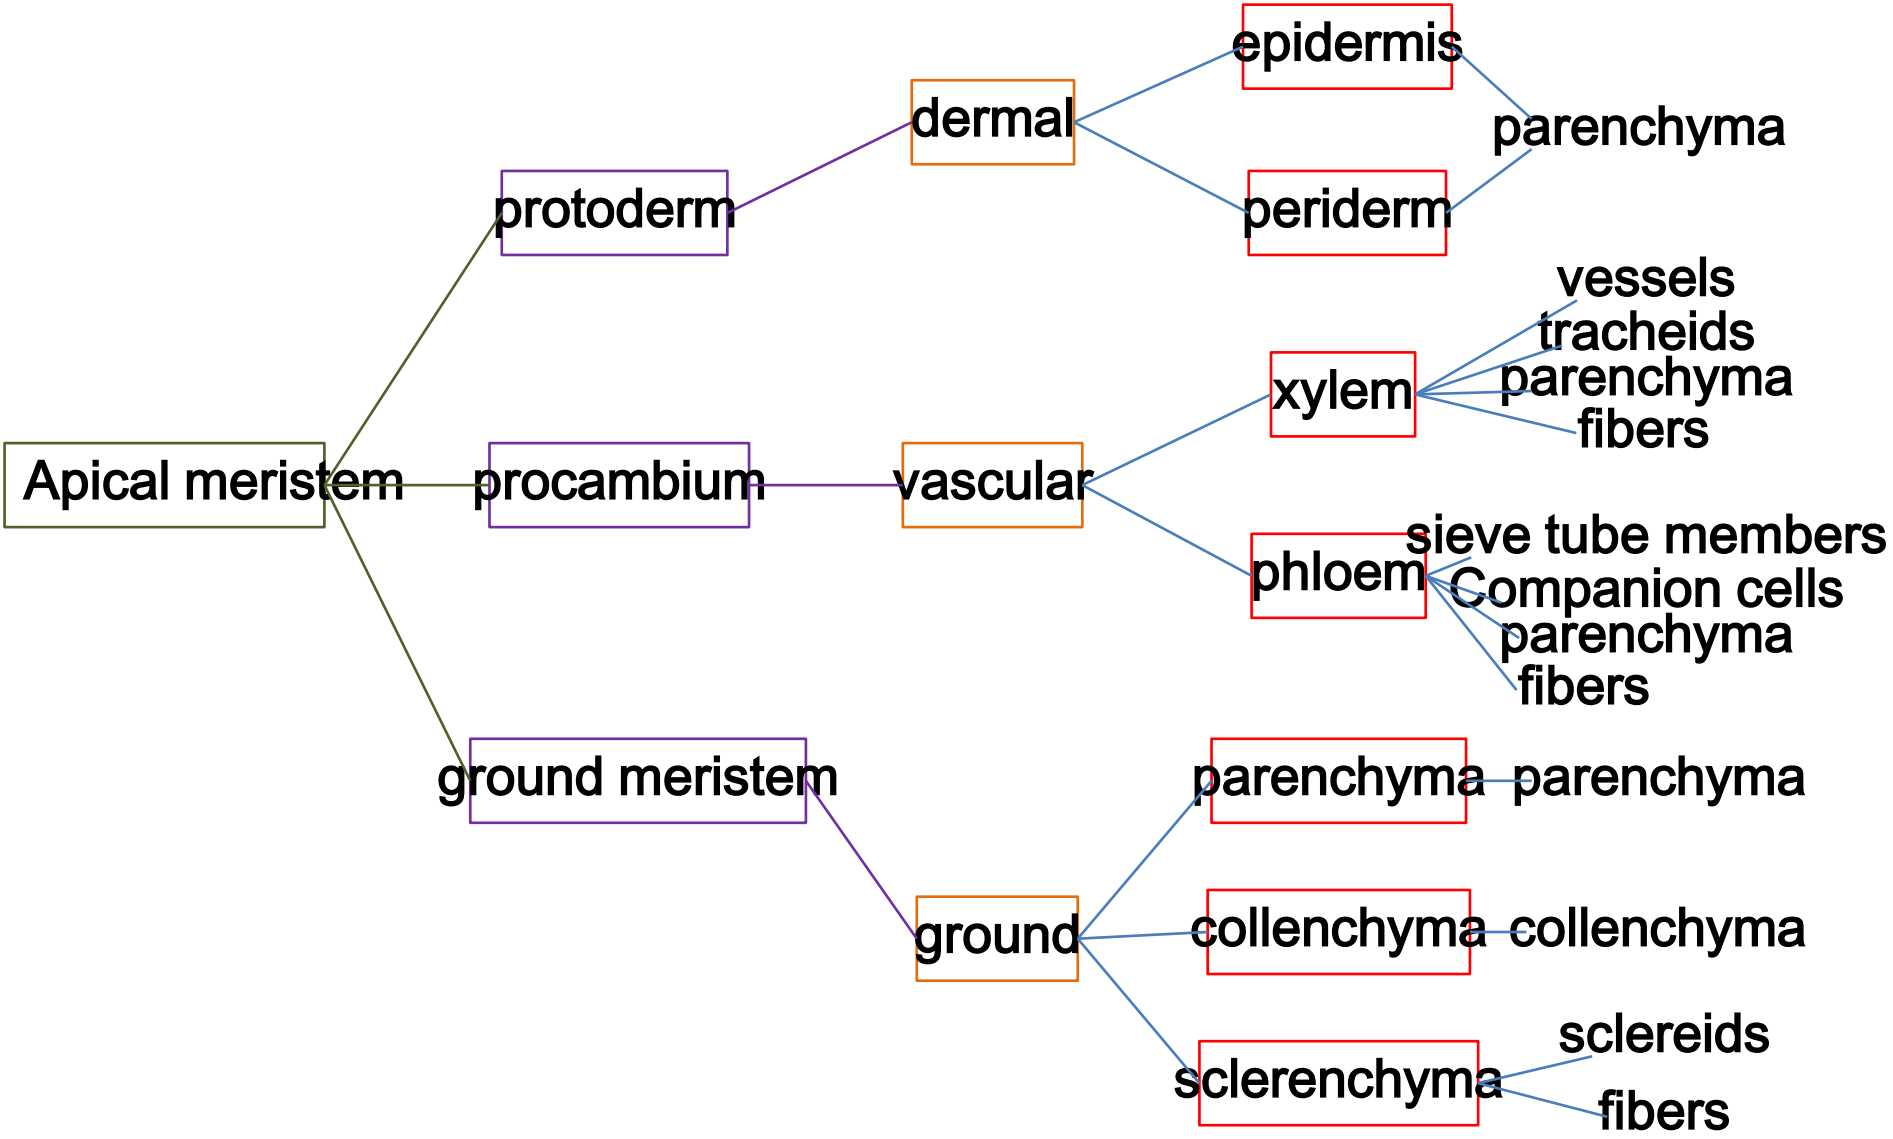 epidermis
dermal
parenchyma
protoderm
periderm
vessels
tracheids
parenchyma
xylem
fibers
Apical meristem
procambium
vascular
sieve tube members
phloem
Companion cells
parenchyma
fibers
ground meristem
parenchyma
parenchyma
ground
collenchyma
collenchyma
sclereids
sclerenchyma
fibers